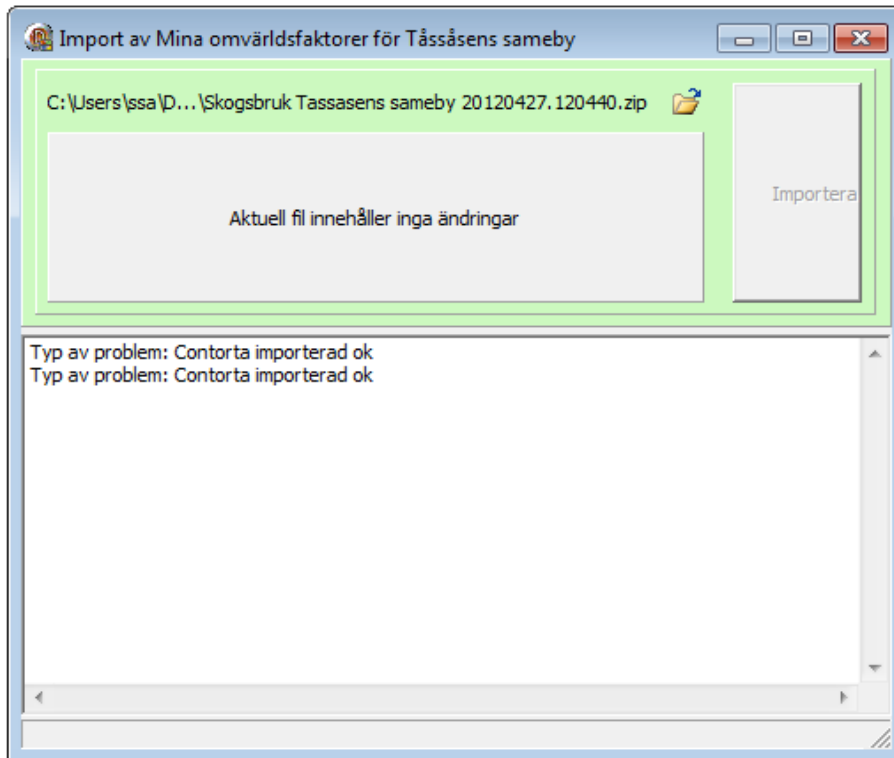 Import av Mina omvärldsfaktorer för Tåssåsens sameby
C:\Users\ssa\D...\Skogsbruk Tassasens sameby 20120427.120440.zip
Aktuell fil innehåller inga ändringar
Importera
Typ av problem: Contorta importerad ok
Typ av problem: Contorta importerad ok